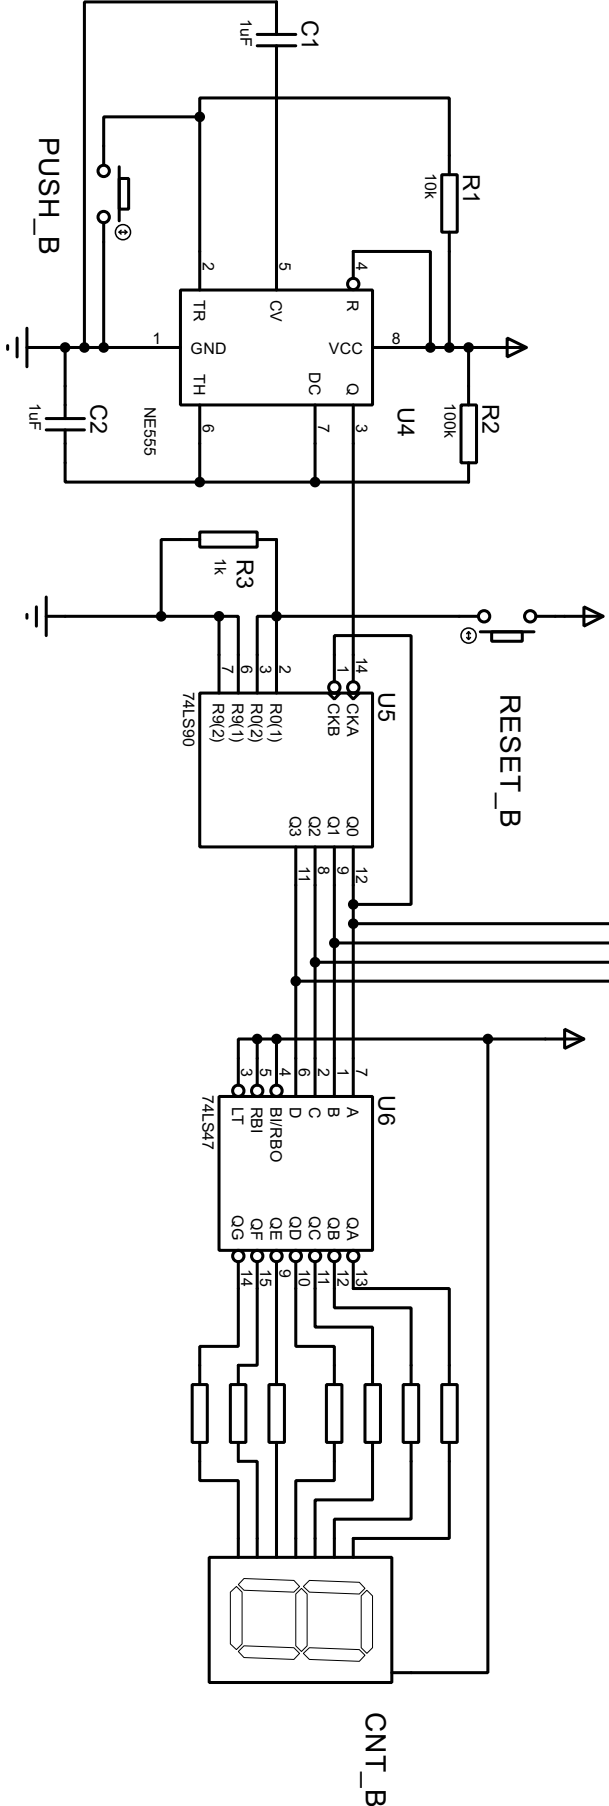 C1
1uF
PUSH_B
R1
10k
2
5
4
TR
CV
R
1
GND
VCC
8
TH
DC
Q
6
7
3
U4
NE555
C2
1uF
R2
100k
R3
1k
RESET_B
7
6
3
2
1
14
U5
74LS90
R9(2)
R9(1)
R0(2)
R0(1)
CKB
CKA
Q3
Q2
Q1
Q0
11
8
9
12
3
5
4
6
2
1
7
U6
74LS47
LT
RBI
BI/RBO
D
C
B
A
QG
QF
QE
QD
QC
QB
QA
14
15
9
10
11
12
13
CNT_B